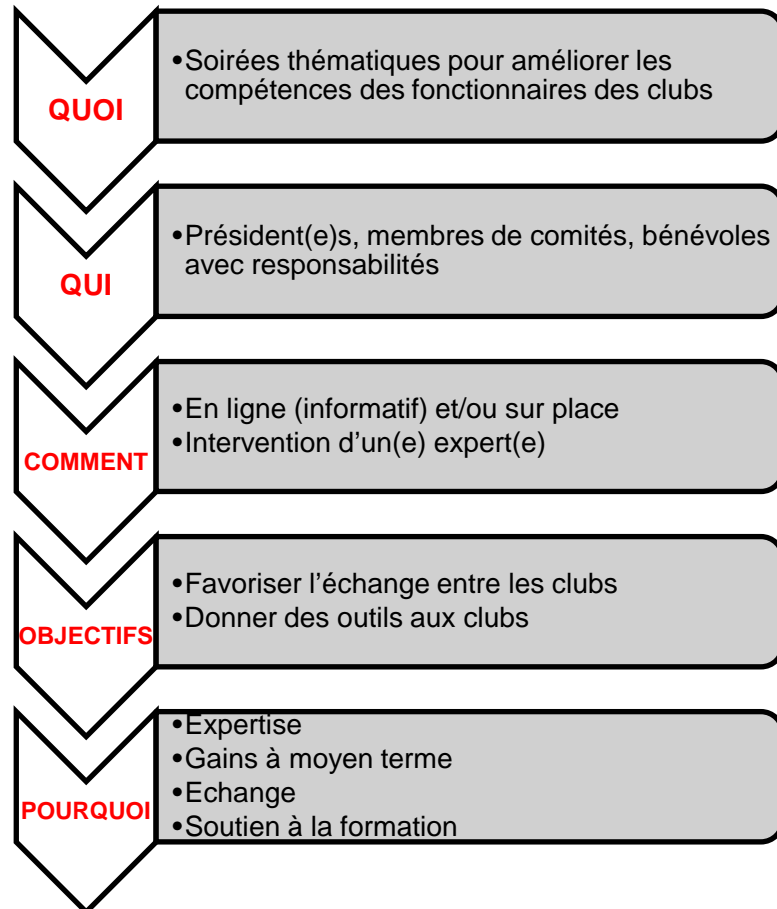 QUOI
•Soirées thématiques pour améliorer les
compétences des fonctionnaires des clubs
QUI
•Président(e)s, membres de comités, bénévoles
avec responsabilités
COMMENT
•En ligne (informatif) et/ou sur place
•Intervention d'un(e) expert(e)
OBJECTIFS
•Favoriser l'échange entre les clubs
•Donner des outils aux clubs
POURQUOI
•Expertise
•Gains à moyen terme
•Echange
•Soutien à la formation